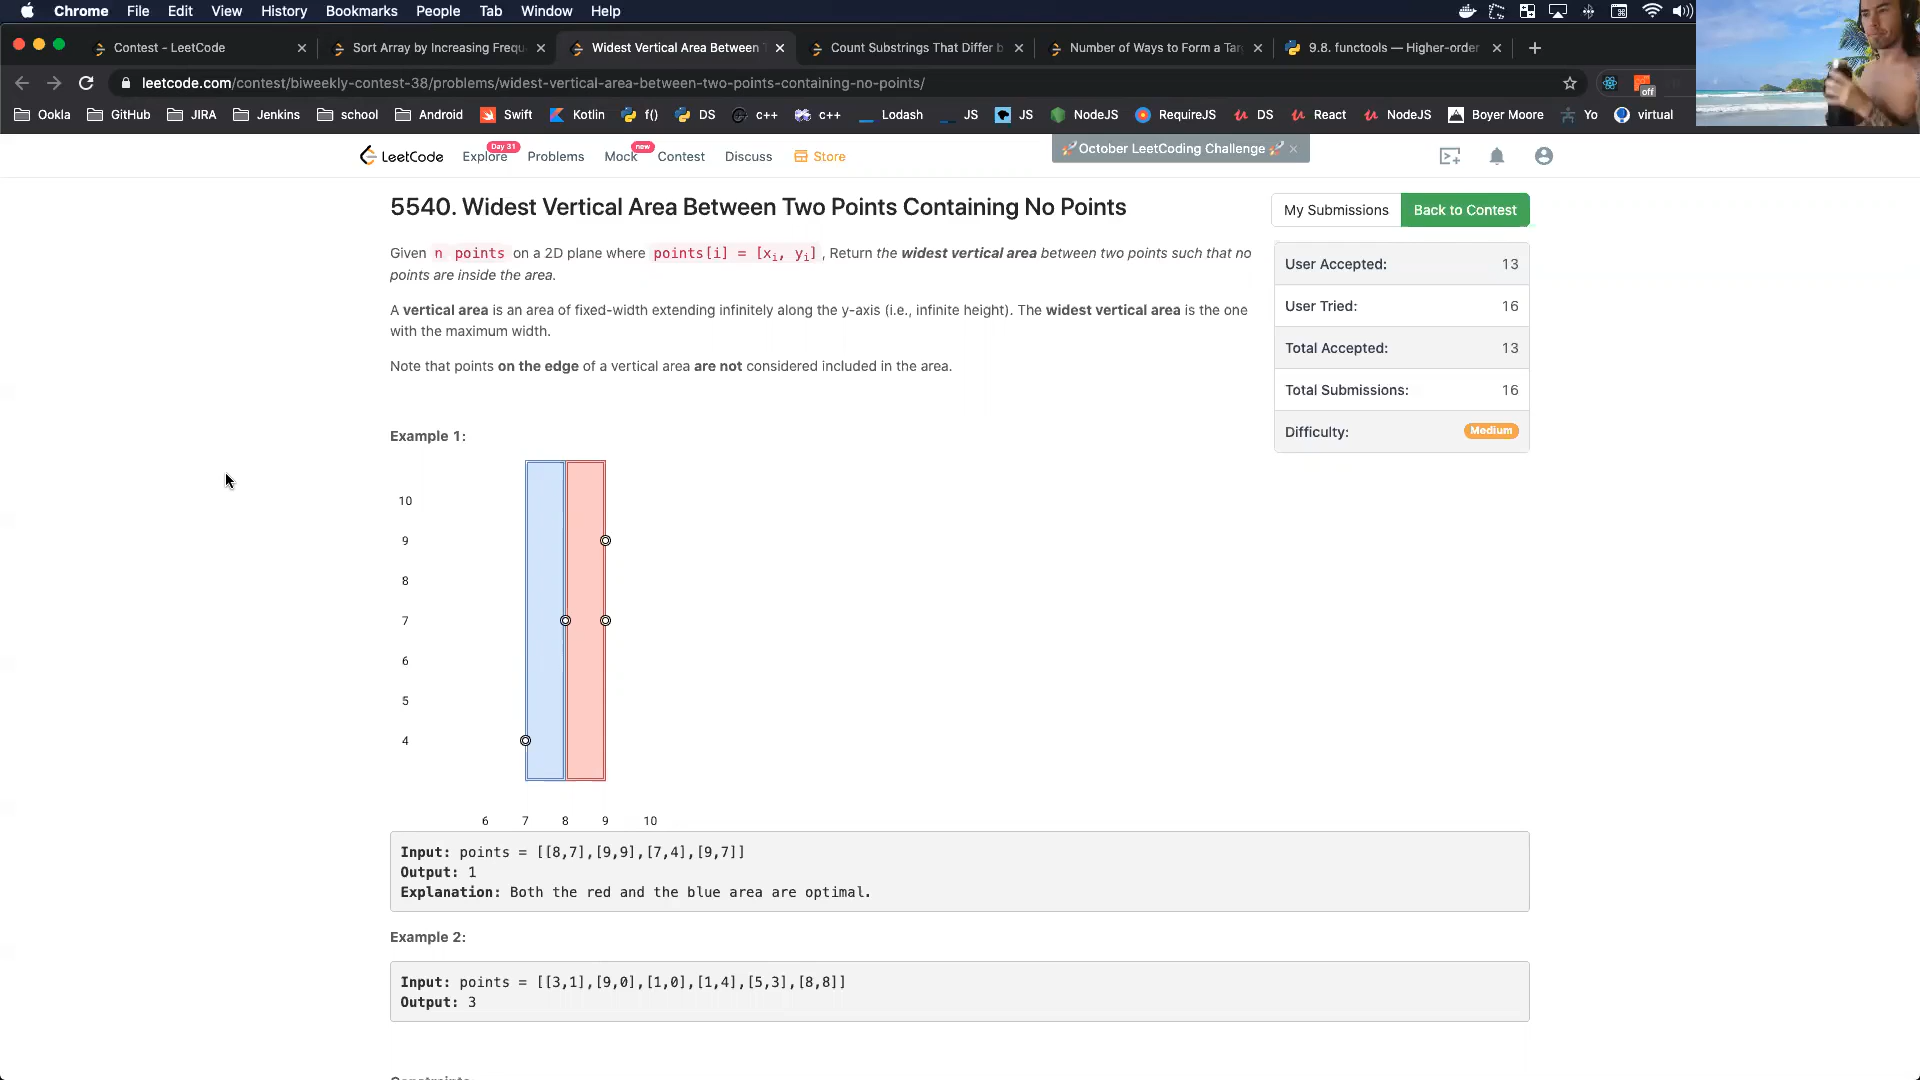 Chrome File Edit View History Bookmarks People Tab Window Help
Contest - LeetCode
Sort Array by Increasing Frequ
Widest Vertical Area Between T
Count Substrings That Differ b
Number of Ways to Form a Tar
9.8. functools — Higher-order
leetcode.com/contest/biweekly-contest-38/problems/widest-vertical-area-between-two-points-containing-no-points/
off
Ookla GitHub JIRA Jenkins school Android Swift Kotlin f() DS c++ c++ Lodash JS JS NodeJS RequireJS DS React NodeJS Boyer Moore Yo virtual
LeetCode Explore Day 31 Problems Mock new Contest Discuss Store
October LeetCoding Challenge ×
5540. Widest Vertical Area Between Two Points Containing No Points
My Submissions Back to Contest
Given n points on a 2D plane where points[i] = [xi, yi] , Return the widest vertical area between two points such that no
points are inside the area.
A vertical area is an area of fixed-width extending infinitely along the y-axis (i.e., infinite height). The widest vertical area is the one
with the maximum width.
Note that points on the edge of a vertical area are not considered included in the area.
User Accepted: 13
User Tried: 16
Total Accepted: 13
Total Submissions: 16
Difficulty: Medium
Example 1:
10
9
8
7
6
5
4
6 7 8 9 10
Input: points = [[8,7],[9,9],[7,4],[9,7]]
Output: 1
Explanation: Both the red and the blue area are optimal.
Example 2:
Input: points = [[3,1],[9,0],[1,0],[1,4],[5,3],[8,8]]
Output: 3